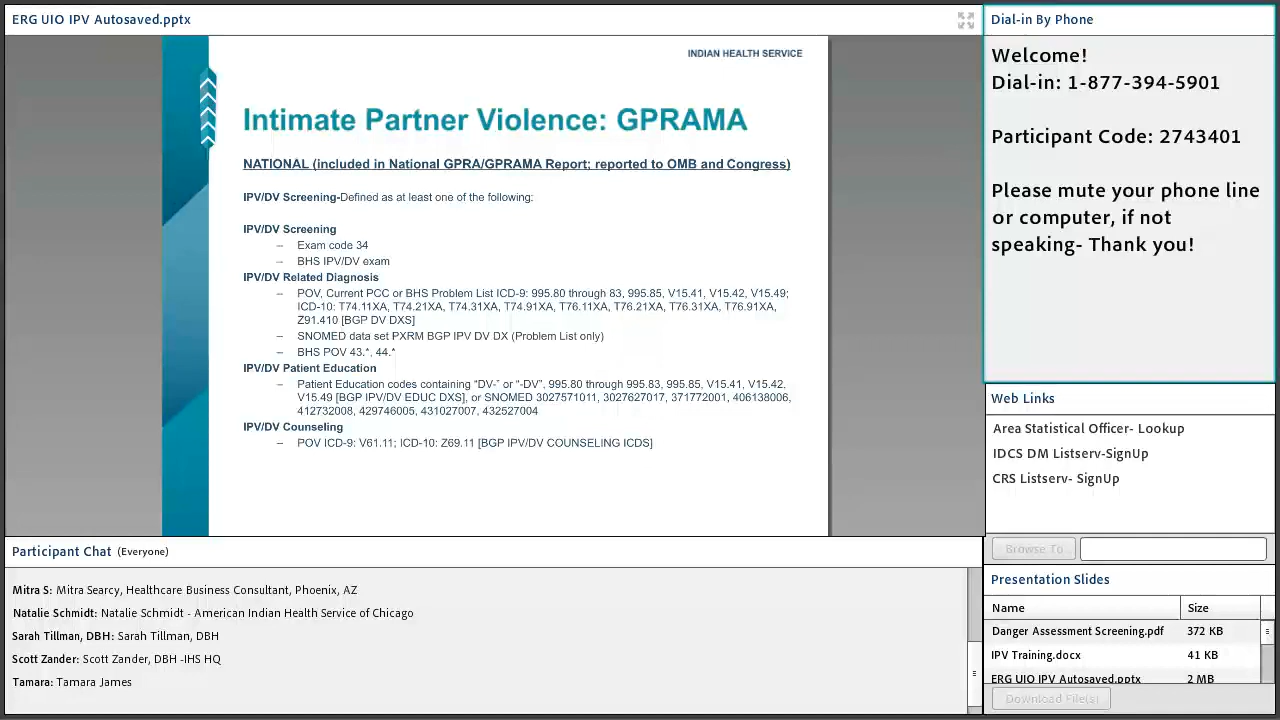 ERG UIO IPV Autosaved.pptx
INDIAN HEALTH SERVICE
Intimate Partner Violence: GPRAMA
NATIONAL (included in National GPRA/GPRAMA Report; reported to OMB and Congress)
IPV/DV Screening-Defined as at least one of the following:
IPV/DV Screening
– Exam code 34
– BHS IPV/DV exam
IPV/DV Related Diagnosis
– POV, Current PCC or BHS Problem List ICD-9: 995.80 through 83, 995.85, V15.41, V15.42, V15.49;
ICD-10: T74.11XA, T74.21XA, T74.31XA, T74.91XA, T76.11XA, T76.21XA, T76.31XA, T76.91XA,
Z91.410 [BGP DV DXS]
– SNOMED data set PXRM BGP IPV DV DX (Problem List only)
– BHS POV 43.*, 44.*
IPV/DV Patient Education
– Patient Education codes containing “DV-” or “-DV”, 995.80 through 995.83, 995.85, V15.41, V15.42,
V15.49 [BGP IPV/DV EDUC DXS], or SNOMED 3027571011, 3027627017, 371772001, 406138006,
412732008, 429746005, 431027007, 432527004
IPV/DV Counseling
– POV ICD-9: V61.11; ICD-10: Z69.11 [BGP IPV/DV COUNSELING ICDS]
Participant Chat (Everyone)
Mitra S: Mitra Searcy, Healthcare Business Consultant, Phoenix, AZ
Natalie Schmidt: Natalie Schmidt - American Indian Health Service of Chicago
Sarah Tillman, DBH: Sarah Tillman, DBH
Scott Zander: Scott Zander, DBH -IHS HQ
Tamara: Tamara James
Dial-in By Phone
Welcome!
Dial-in: 1-877-394-5901
Participant Code: 2743401
Please mute your phone line
or computer, if not
speaking- Thank you!
Web Links
Area Statistical Officer- Lookup
IDCS DM Listserv-SignUp
CRS Listserv- SignUp
Browse To
Presentation Slides
Name Size
Danger Assessment Screening.pdf 372 KB
IPV Training.docx 41 KB
ERG UIO IPV Autosaved.pptx 2 MB
Download File(s)